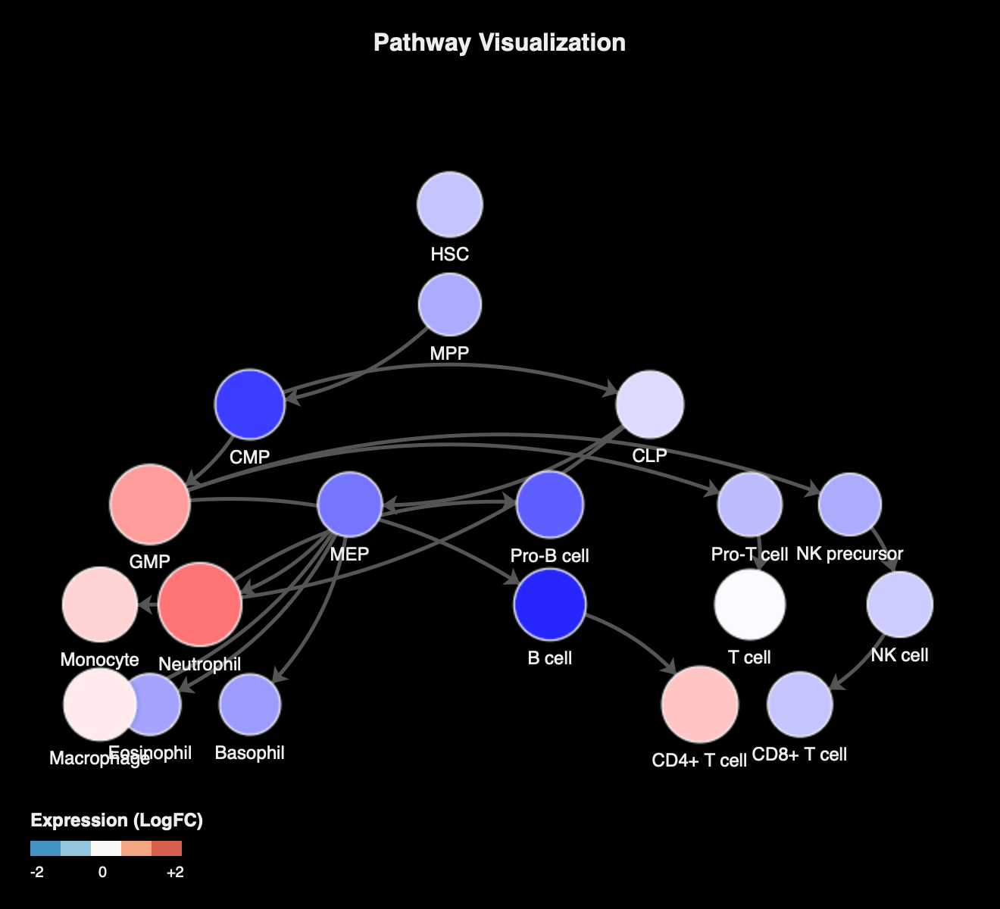 Pathway Visualization
HSC
MPP
CMP
CLP
GMP
MEP
Pro-B cell
Pro-T cell
NK precursor
Monocyte
Neutrophil
B cell
T cell
NK cell
Macrophage
Eosinophil
Basophil
CD4+ T cell
CD8+ T cell
Expression (LogFC)
-2 0 +2